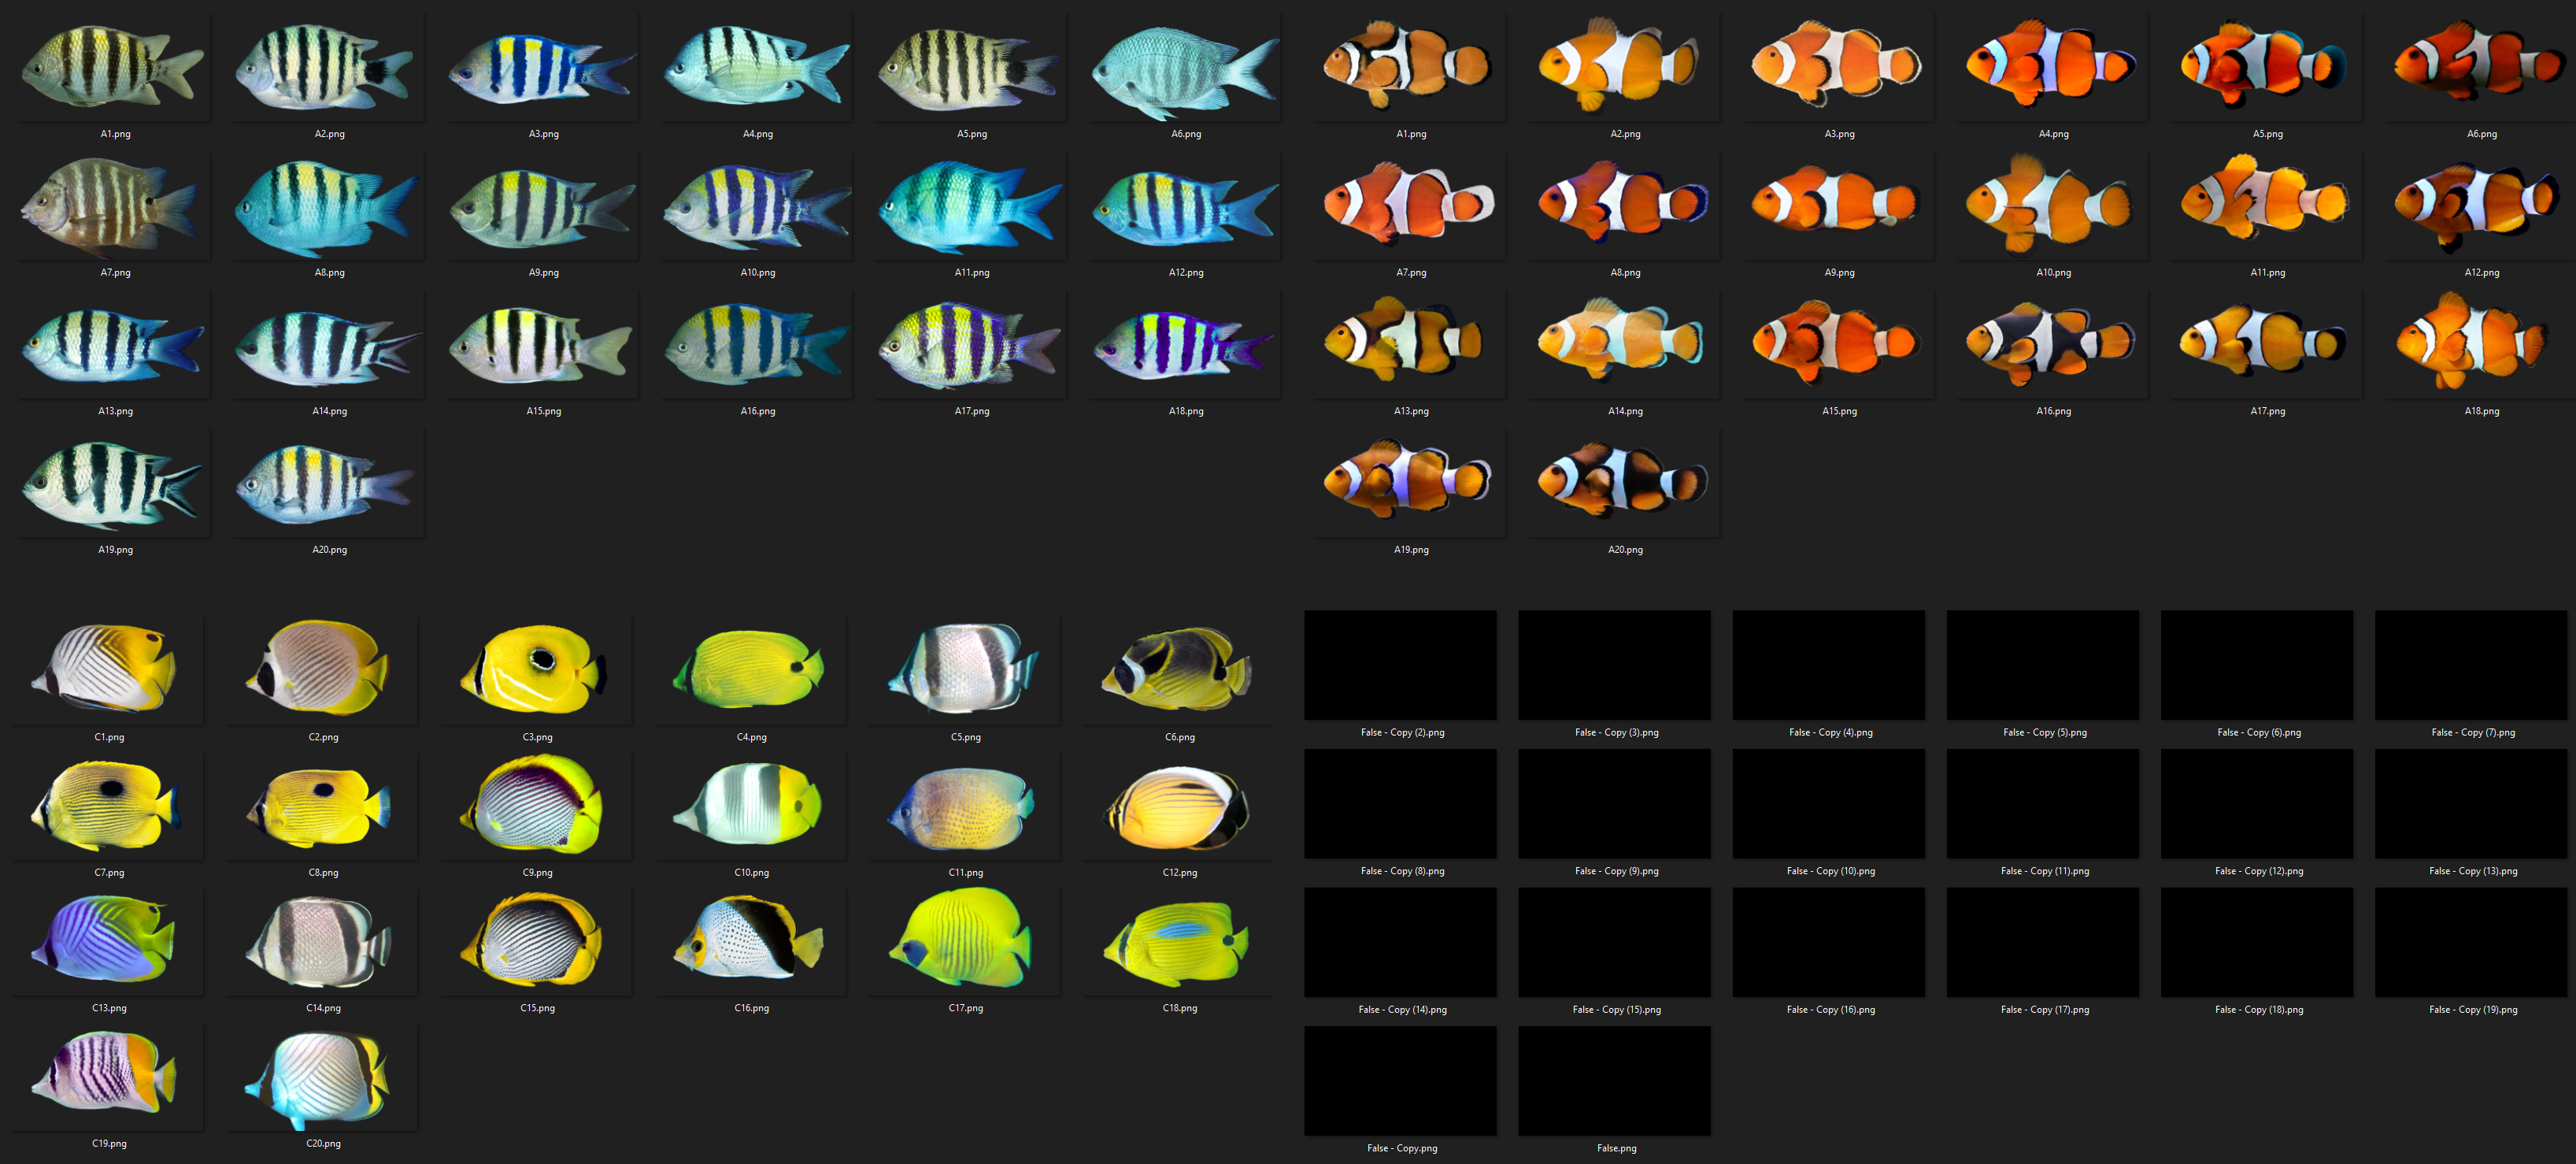 A1.png A2.png A3.png A4.png A5.png A6.png A1.png A2.png A3.png A4.png A5.png A6.png
A7.png A8.png A9.png A10.png A11.png A12.png A7.png A8.png A9.png A10.png A11.png A12.png
A13.png A14.png A15.png A16.png A17.png A18.png A13.png A14.png A15.png A16.png A17.png A18.png
A19.png A20.png A19.png A20.png
C1.png C2.png C3.png C4.png C5.png C6.png False - Copy (2).png False - Copy (3).png False - Copy (4).png False - Copy (5).png False - Copy (6).png False - Copy (7).png
C7.png C8.png C9.png C10.png C11.png C12.png False - Copy (8).png False - Copy (9).png False - Copy (10).png False - Copy (11).png False - Copy (12).png False - Copy (13).png
C13.png C14.png C15.png C16.png C17.png C18.png False - Copy (14).png False - Copy (15).png False - Copy (16).png False - Copy (17).png False - Copy (18).png False - Copy (19).png
C19.png C20.png False - Copy.png False.png